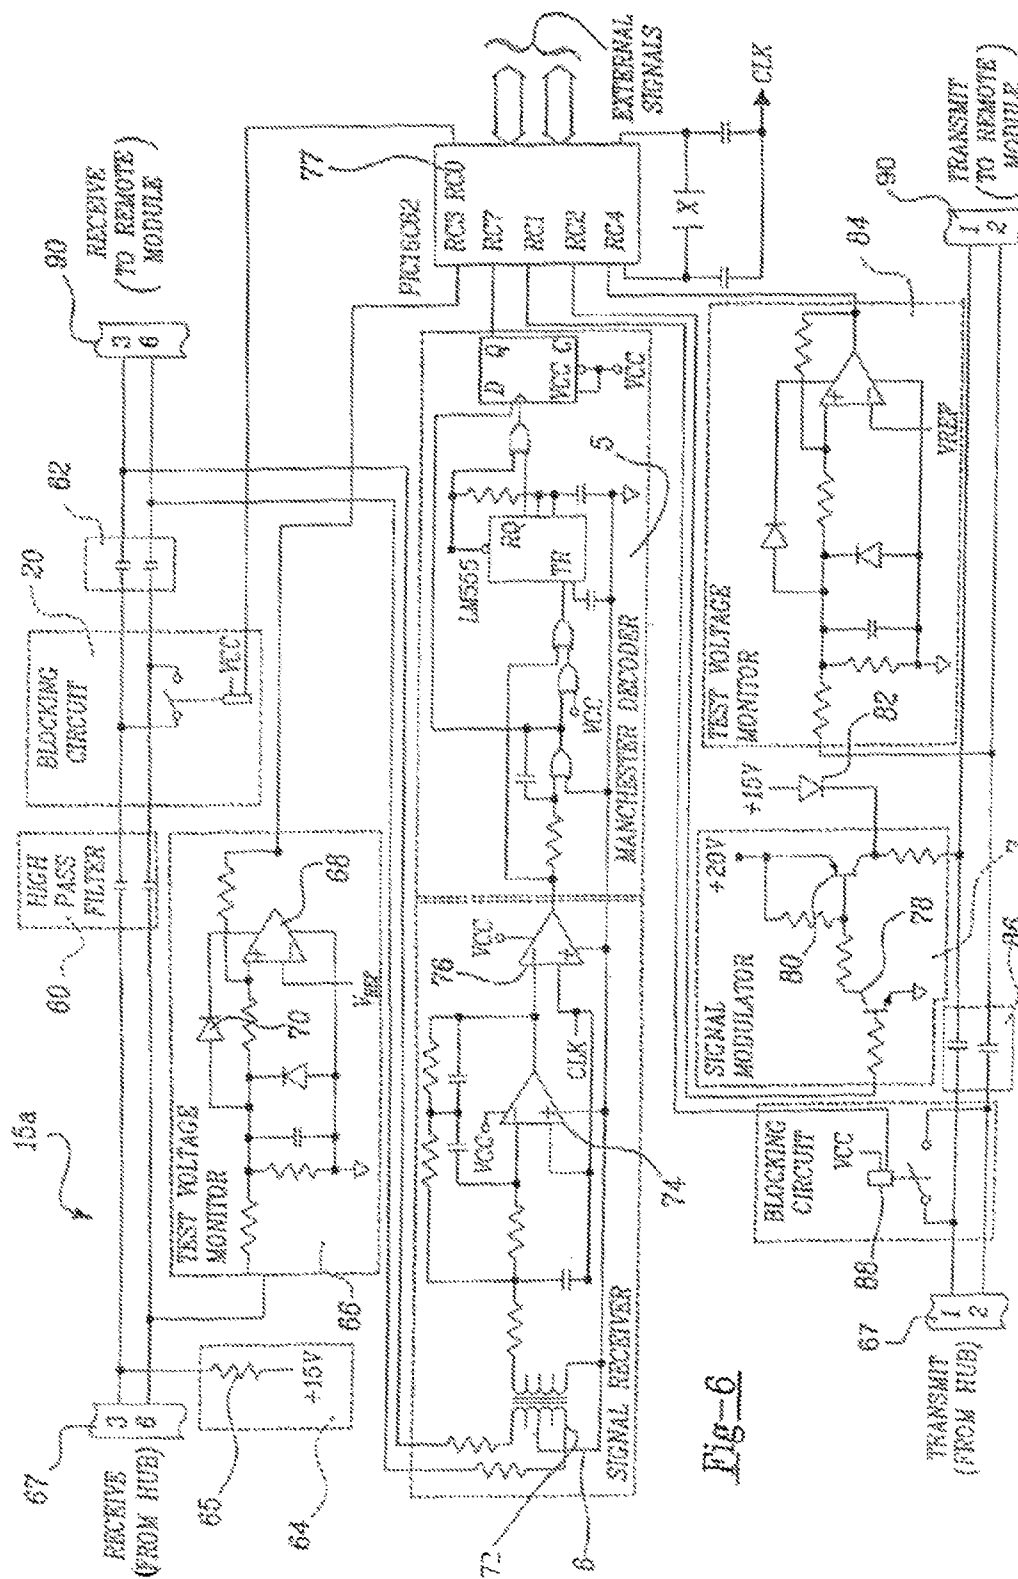 15a
67
3
6
RECEIVE
(FROM HUB)
65
+15V
64
HIGH
PASS
FILTER
60
BLOCKING
CIRCUIT
20
VCC
62
90
3
6
RECEIVE
(TO REMOTE
MODULE)
TEST VOLTAGE
MONITOR
66
70
68
VREF
SIGNAL RECEIVER
72
6
VCC
74
CLK
76
VCC
MANCHESTER DECODER
VCC
LM555
RQ
TR
5
D Q
VCC C
VCC
PIC16C62
77
RC3 RC0
RC7
RC1
RC2
RC4
EXTERNAL
SIGNALS
X
CLK
BLOCKING
CIRCUIT
VCC
88
67
1
2
TRANSMIT
(FROM HUB)
SIGNAL
MODULATOR
+20V
80
78
86
+15V
82
TEST VOLTAGE
MONITOR
VREF
84
90
1
2
TRANSMIT
(TO REMOTE
MODULE)
Fig-6